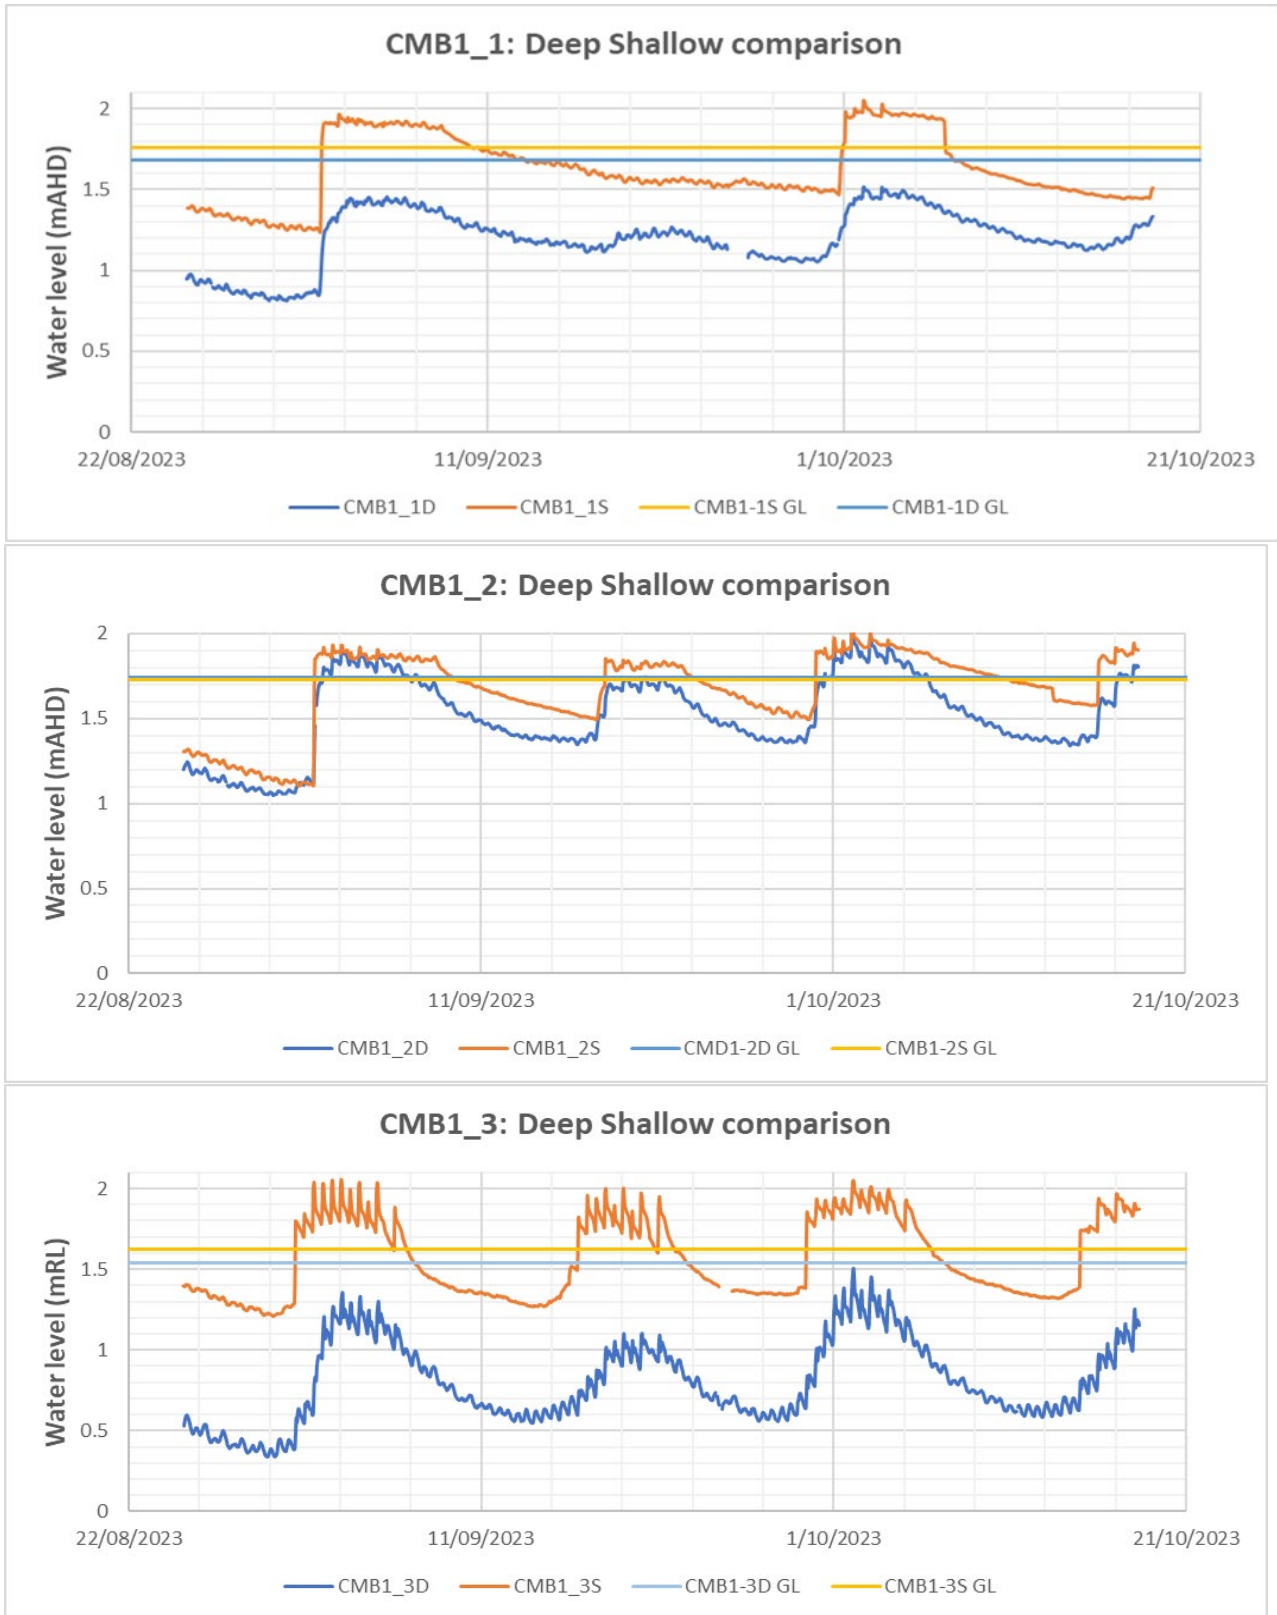 CMB1_1: Deep Shallow comparison
Water level (mAHD)
2
1.5
1
0.5
0
22/08/2023 11/09/2023 1/10/2023 21/10/2023
CMB1_1D CMB1_1S CMB1-1S GL CMB1-1D GL
CMB1_2: Deep Shallow comparison
Water level (mAHD)
2
1.5
1
0.5
0
22/08/2023 11/09/2023 1/10/2023 21/10/2023
CMB1_2D CMB1_2S CMD1-2D GL CMB1-2S GL
CMB1_3: Deep Shallow comparison
Water level (mRL)
2
1.5
1
0.5
0
22/08/2023 11/09/2023 1/10/2023 21/10/2023
CMB1_3D CMB1_3S CMB1-3D GL CMB1-3S GL